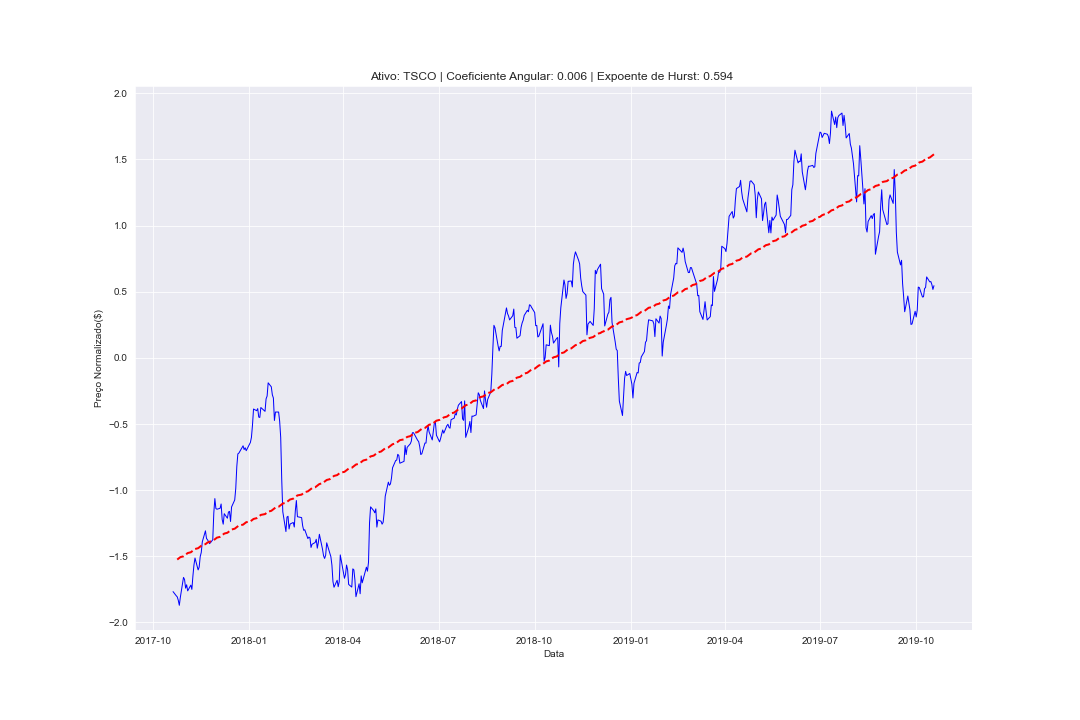 Ativo: TSCO | Coeficiente Angular: 0.006 | Expoente de Hurst: 0.594
2.0
1.5
1.0
0.5
0.0
−0.5
−1.0
−1.5
−2.0
Preço Normalizado($)
2017-10 2018-01 2018-04 2018-07 2018-10 2019-01 2019-04 2019-07 2019-10
Data